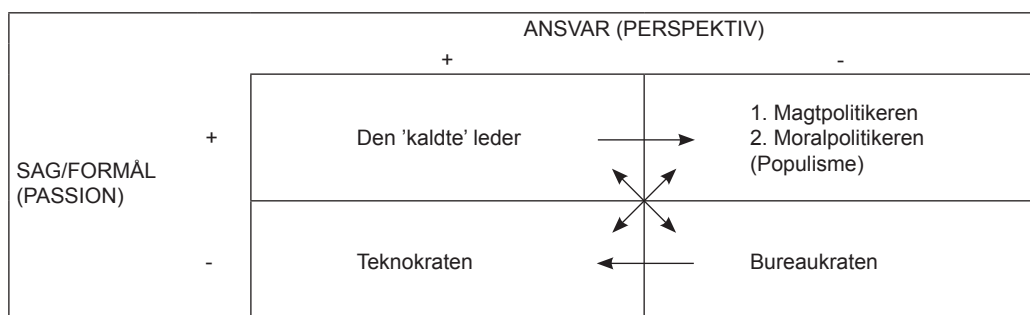 ANSVAR (PERSPEKTIV)
+ -
1. Magtpolitikeren
+ Den ’kaldte’ leder 2. Moralpolitikeren
(Populisme)
SAG/FORMÅL
(PASSION)
- Teknokraten Bureaukraten